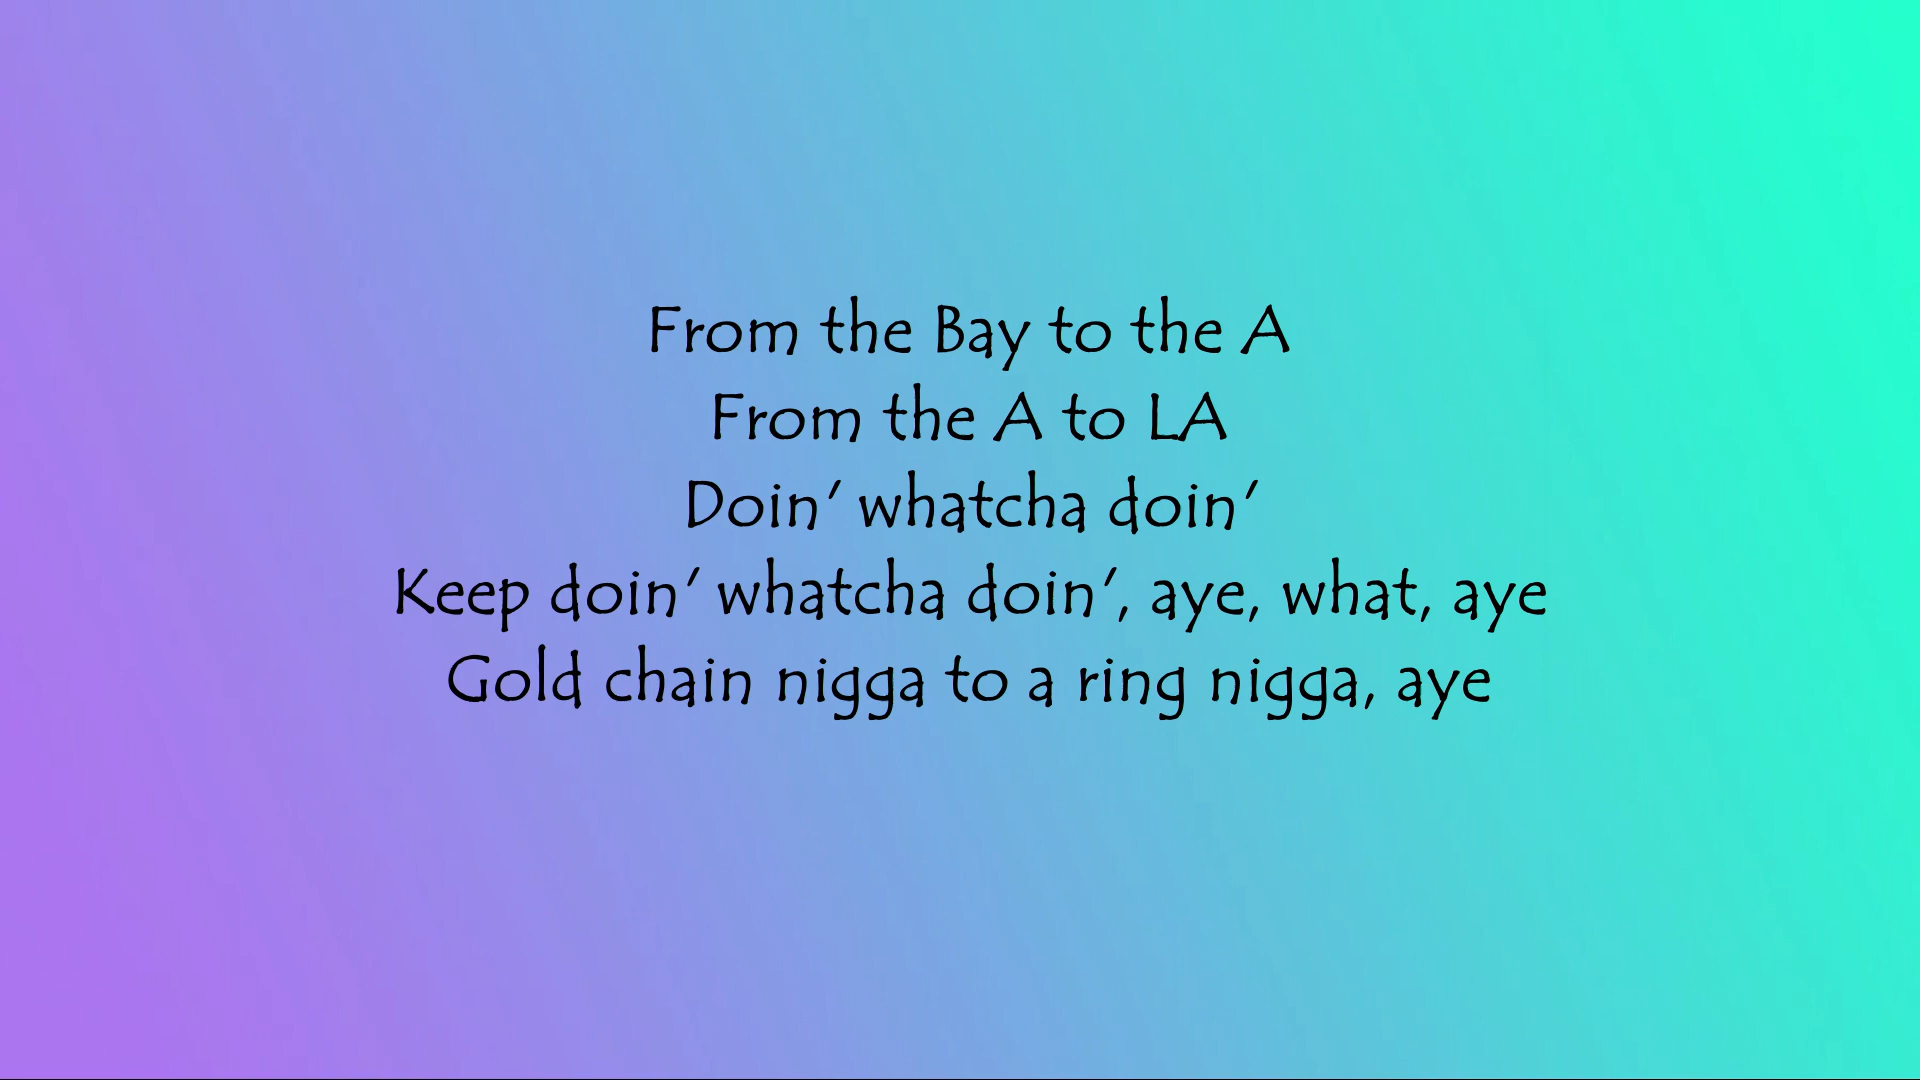 From the Bay to the A
From the A to LA
Doin' whatcha doin'
Keep doin' whatcha doin', aye, what, aye
Gold chain nigga to a ring nigga, aye